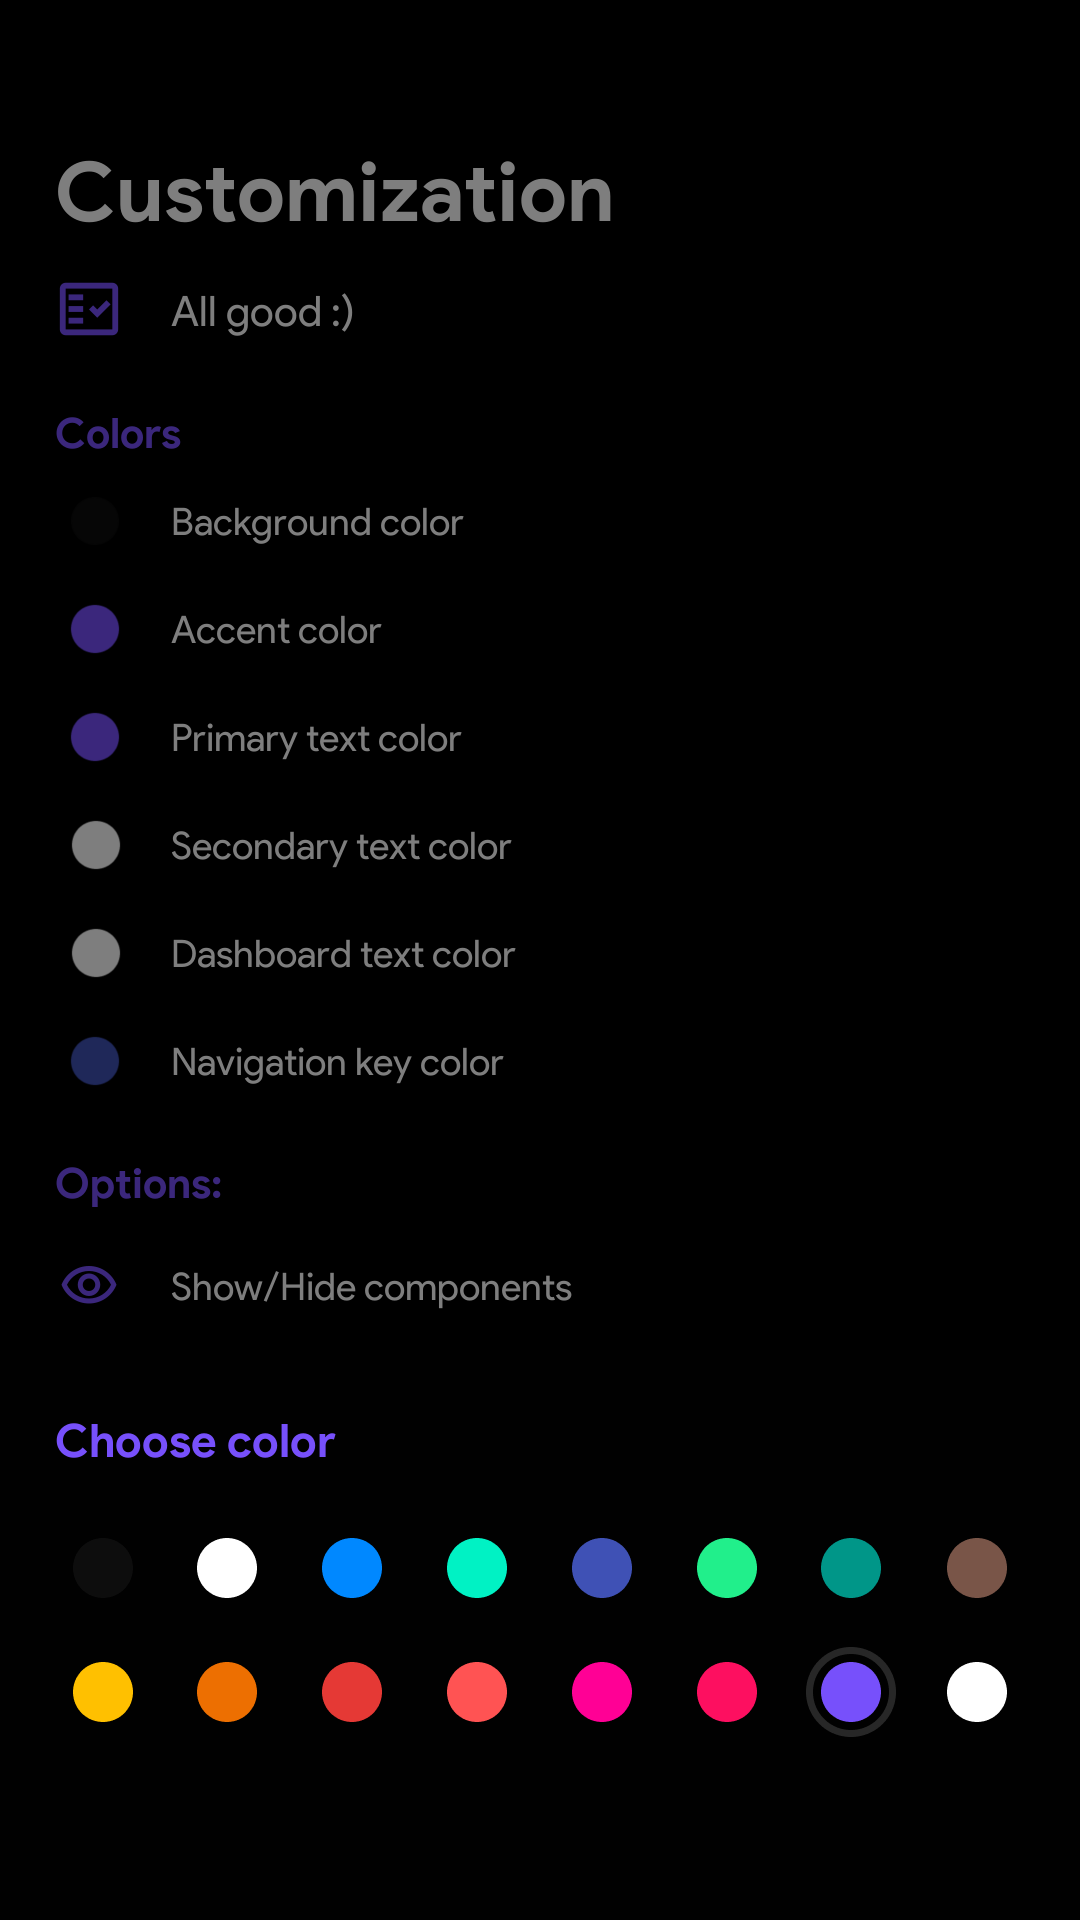 Customization
All good :)
Colors
Background color
Accent color
Primary text color
Secondary text color
Dashboard text color
Navigation key color
Options:
Show/Hide components
Choose color